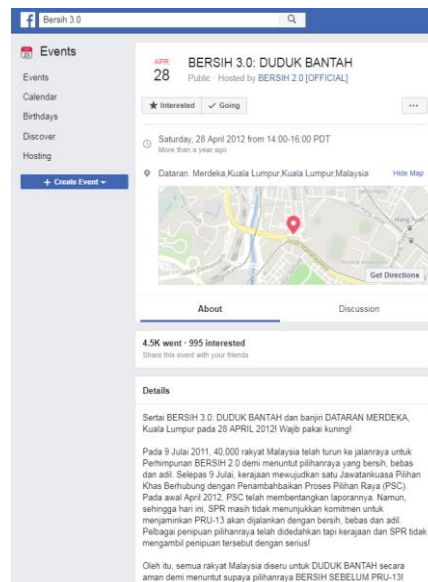 Bersih 3.0
Events
Events
Calendar
Birthdays
Discover
Hosting
+ Create Event
APR
28
BERSIH 3.0: DUDUK BANTAH
Public · Hosted by BERSIH 2.0 [OFFICIAL]
Interested
Going
Saturday, 28 April 2012 from 14:00-16:00 PDT
More than a year ago
Dataran Merdeka,Kuala Lumpur,Kuala Lumpur,Malaysia
Hide Map
Get Directions
About
Discussion
4.5K went · 995 interested
Share this event with your friends
Details
Sertai BERSIH 3.0: DUDUK BANTAH dan banjiri DATARAN MERDEKA,
Kuala Lumpur pada 28 APRIL 2012! Wajib pakai kuning!
Pada 9 Julai 2011, 40,000 rakyat Malaysia telah turun ke jalanraya untuk
Perhimpunan BERSIH 2.0 demi menuntut pilihanraya yang bersih, bebas
dan adil. Selepas 9 Julai, kerajaan mewujudkan satu Jawatankuasa Pilihan
Khas Berhubung dengan Penambahbaikan Proses Pilihan Raya (PSC).
Pada awal April 2012, PSC telah membentangkan laporannya. Namun,
sehingga hari ini, SPR masih tidak menunjukkan komitmen untuk
menjaminkan PRU-13 akan dijalankan dengan bersih, bebas dan adil.
Pelbagai penipuan pilihanraya telah didedahkan tapi kerajaan dan SPR tidak
mengambil penipuan tersebut dengan serius!
Oleh itu, semua rakyat Malaysia diseru untuk DUDUK BANTAH secara
aman demi menuntut supaya pilihanraya BERSIH SEBELUM PRU-13!